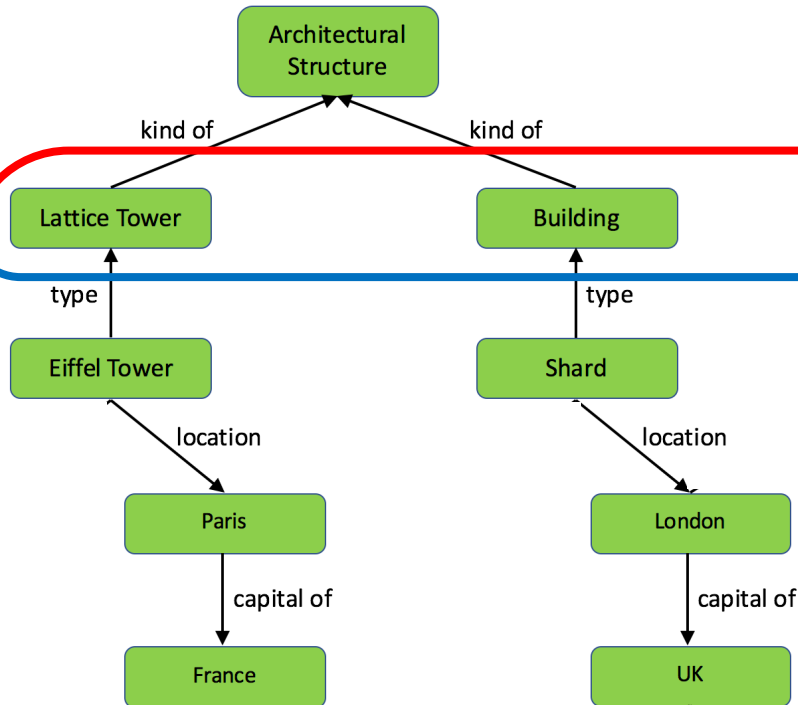 Architectural
Structure
kind of
kind of
Lattice Tower
Building
type
type
Eiffel Tower
Shard
location
location
Paris
London
capital of
capital of
France
UK